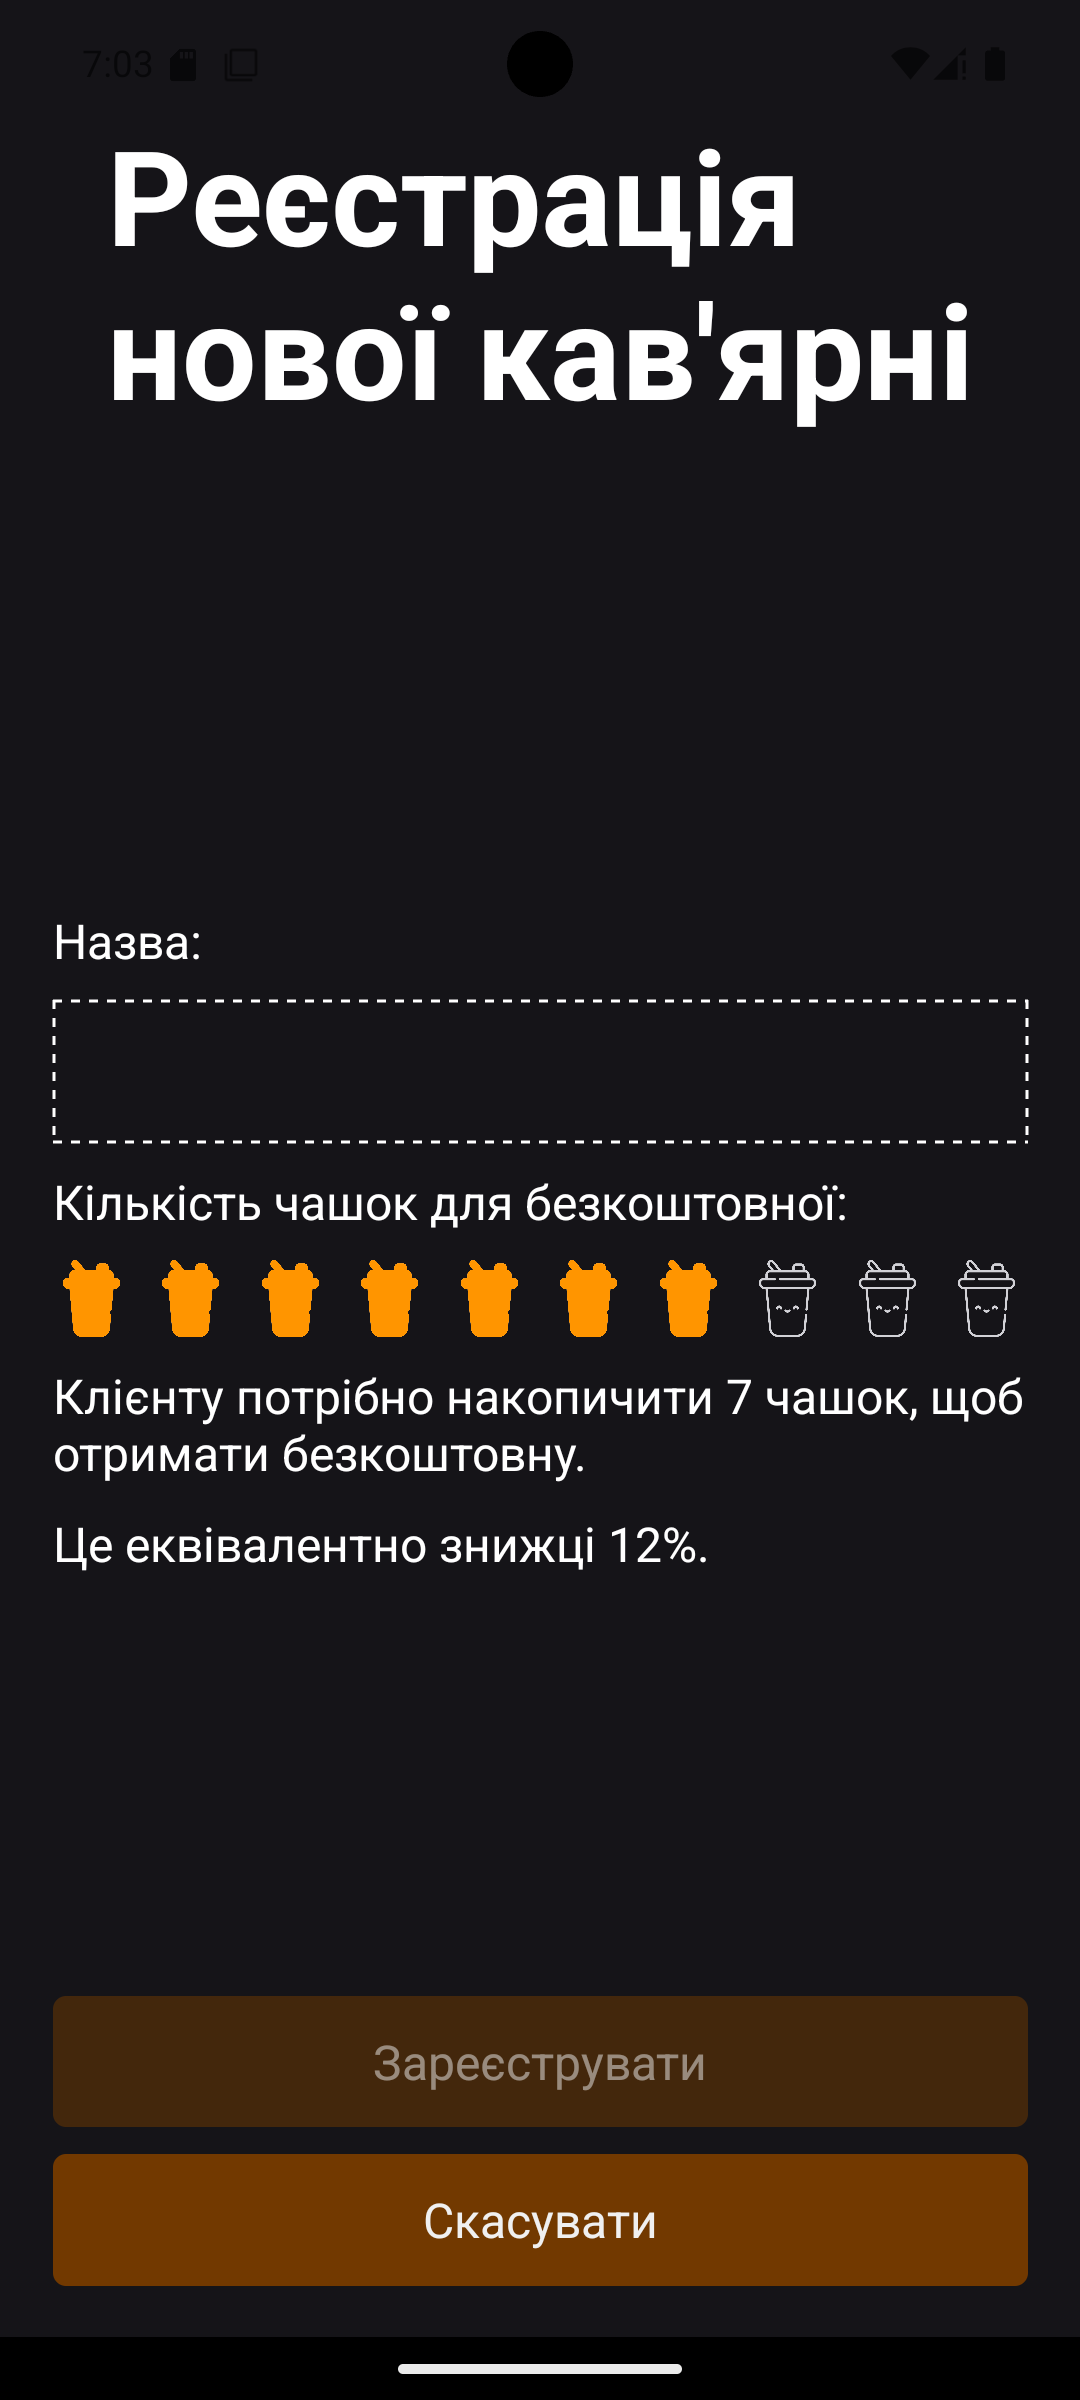 7:03
Реєстрація
нової кав'ярні
Назва:
Кількість чашок для безкоштовної:
Клієнту потрібно накопичити 7 чашок, щоб
отримати безкоштовну.
Це еквівалентно знижці 12%.
Зареєструвати
Скасувати